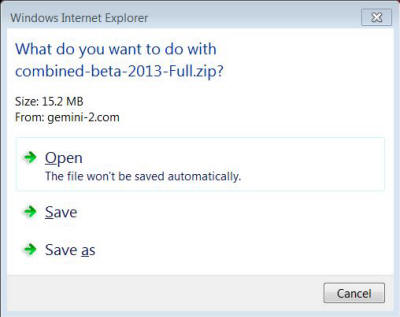 Windows Internet Explorer
What do you want to do with
combined-beta-2013-Full.zip?
Size: 15.2 MB
From: gemini-2.com
Open
The file won't be saved automatically.
Save
Save as
Cancel